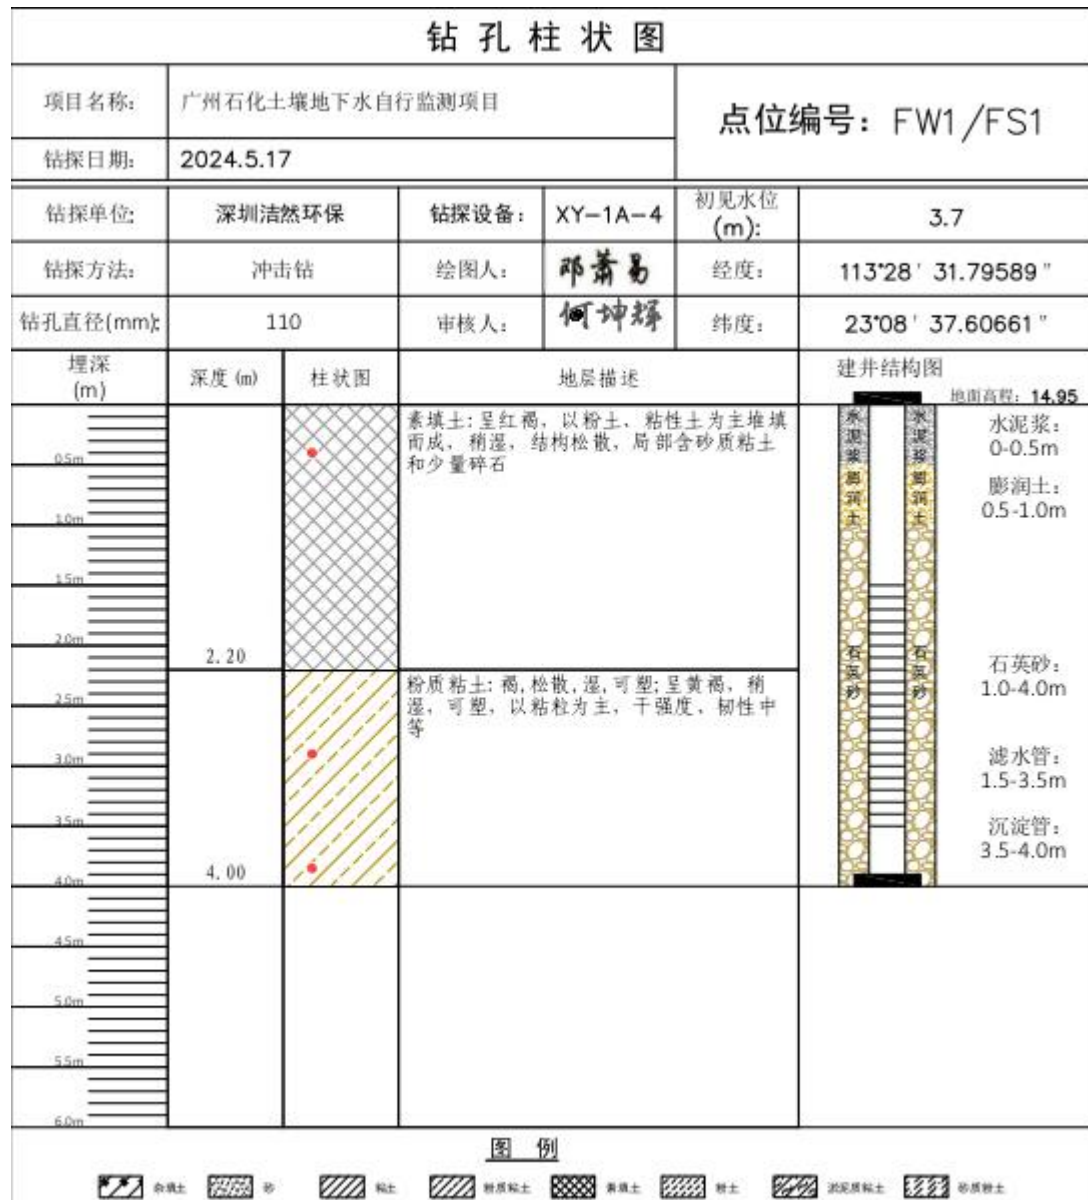 钻孔柱状图
项目名称: 广州石化土壤地下水自行监测项目
点位编号: FW1/FS1
钻探日期: 2024.5.17
钻探单位: 深圳洁然环保 钻探设备: XY-1A-4 初见水位(m): 3.7
钻探方法: 冲击钻 绘图人: 邓萧易 经度: 113°28′31.79589″
钻孔直径(mm): 110 审核人: 何坤辉 纬度: 23°08′37.60661″
埋深(m) 深度(m) 柱状图 地层描述 建井结构图
地面高程: 14.95
素填土: 呈红褐、以粉土、粘性土为主堆填
而成、稍湿、结构松散、局部含砂质粘土
和少量碎石
水泥浆
水泥浆
水泥浆:
0-0.5m
0.5m
膨润土
膨润土
膨润土:
0.5-1.0m
1.0m
1.5m
2.0m
2.20
石英砂
石英砂
石英砂:
1.0-4.0m
粉质粘土: 褐,松散,湿,可塑;呈黄褐、稍
湿、可塑、以粘粒为主、干强度、韧性中
等
2.5m
3.0m
滤水管:
1.5-3.5m
3.5m
沉淀管:
3.5-4.0m
4.00
4.0m
4.5m
5.0m
5.5m
6.0m
图 例
杂填土 砂 粘土 粉质粘土 素填土 粉土 淤泥质粘土 砂质粉土